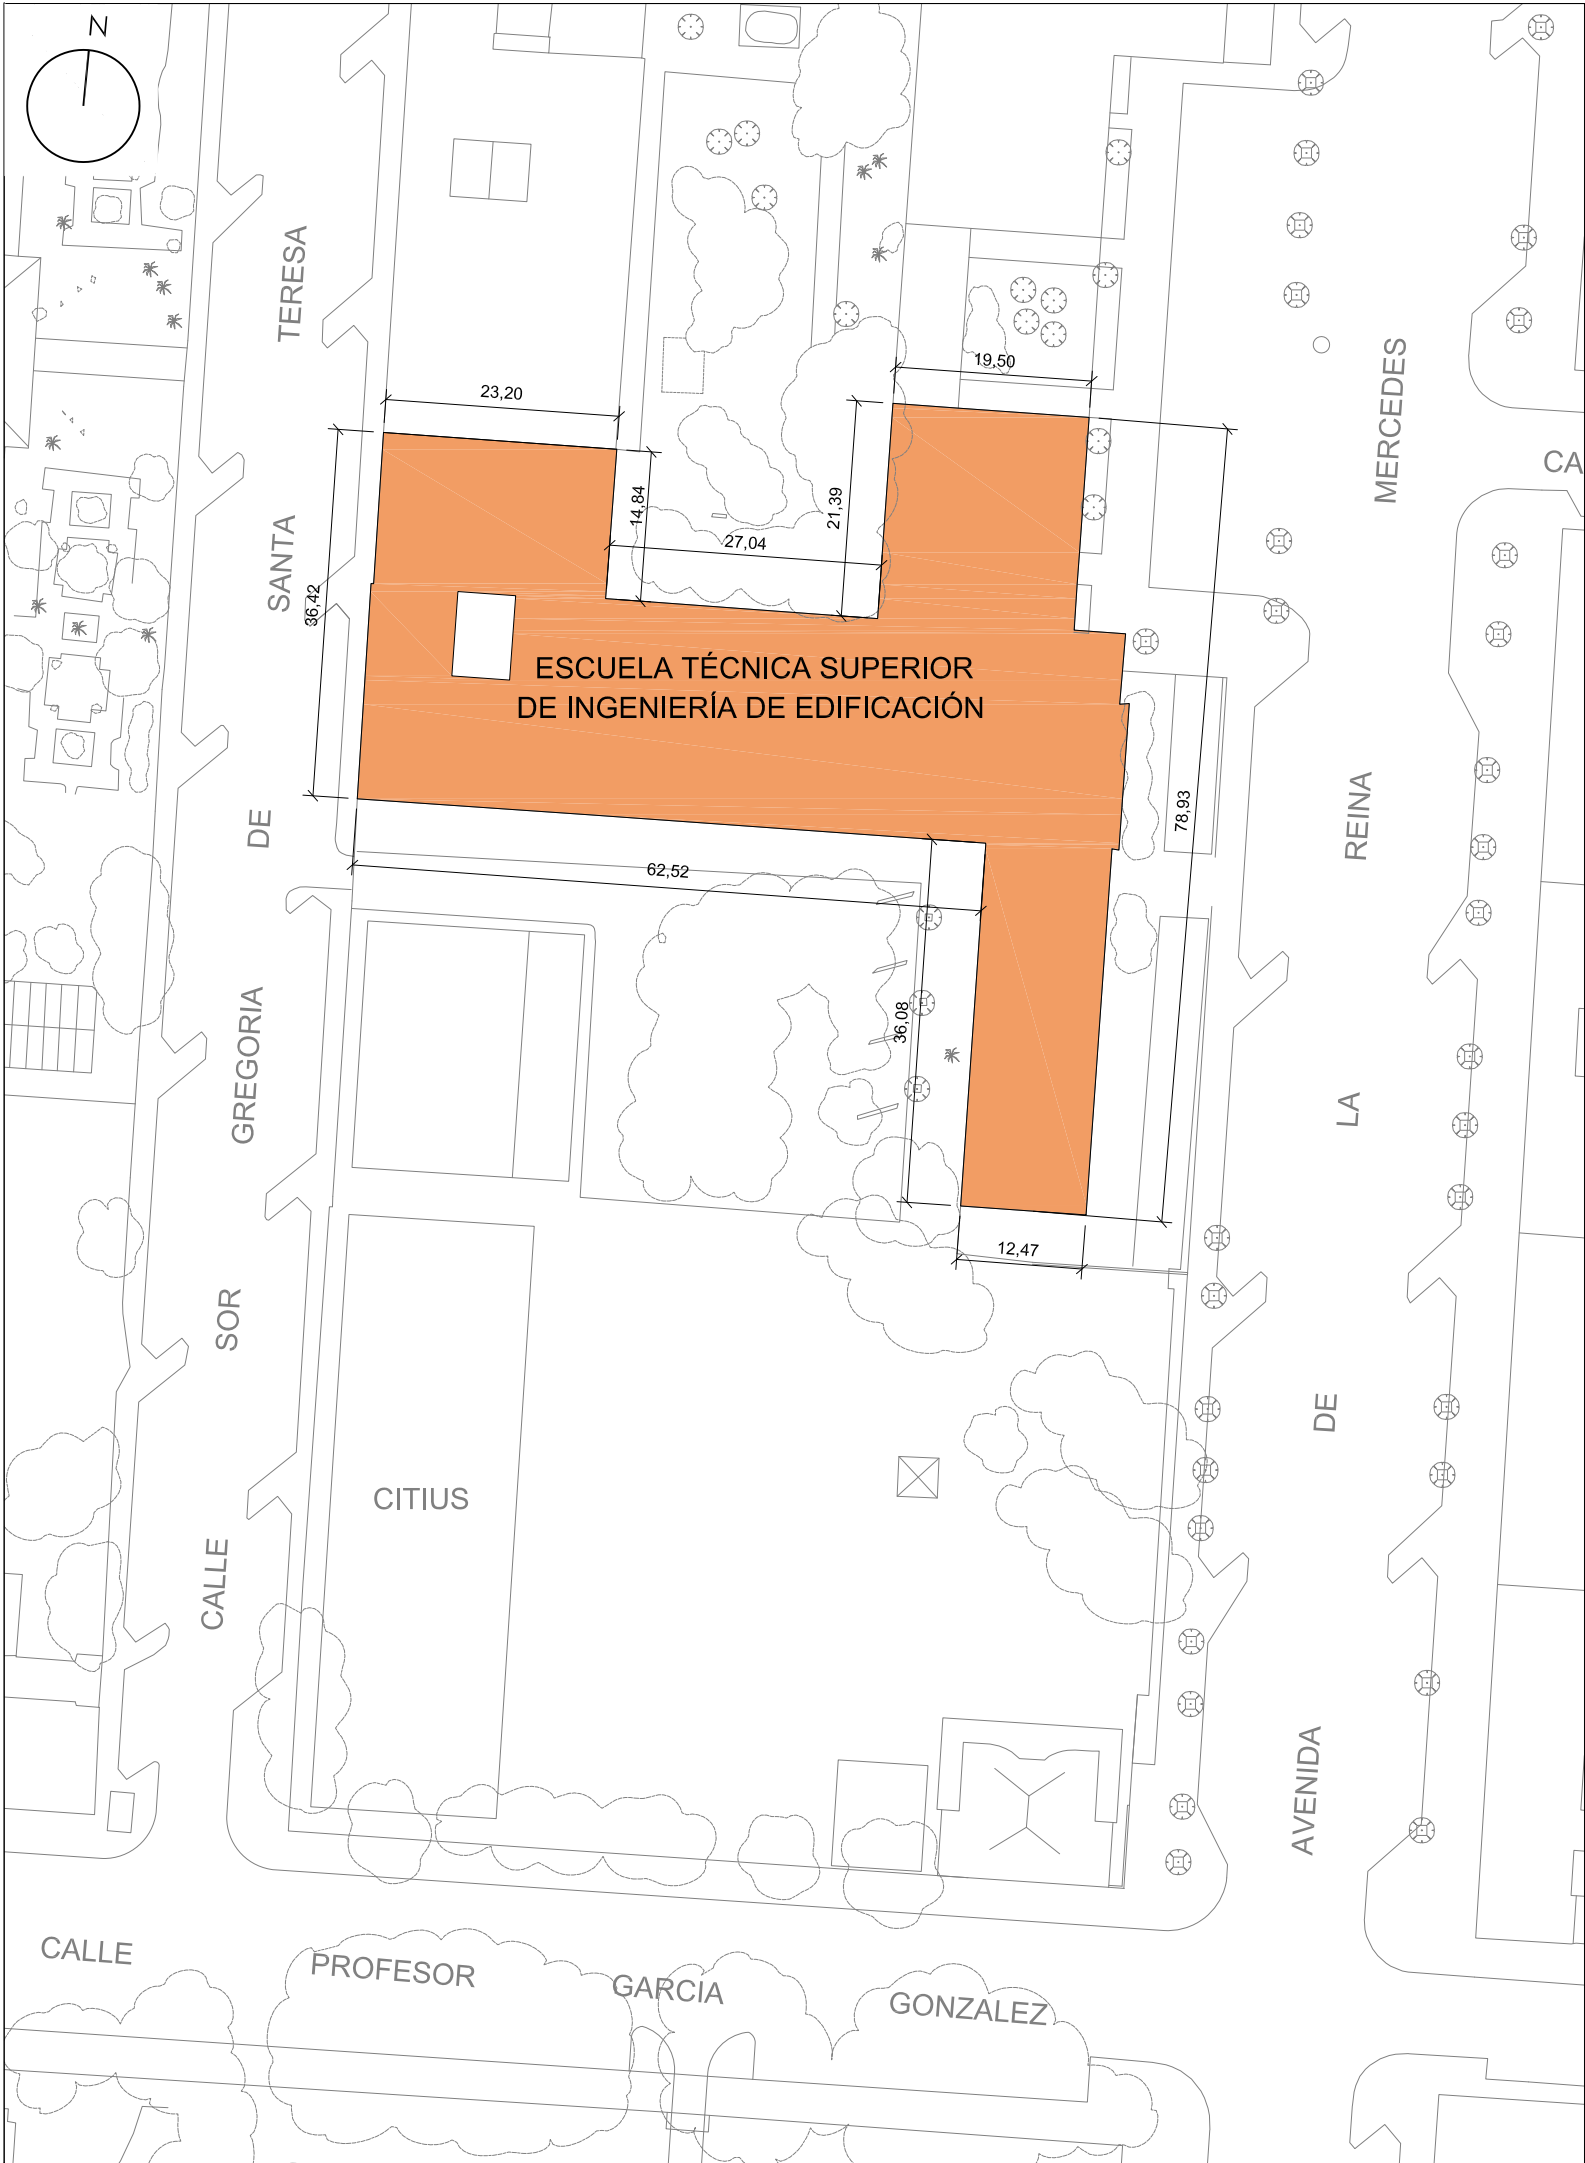 N
TERESA
SANTA
DE
GREGORIA
SOR
CALLE
23,20
19,50
14,84
21,39
27,04
36,42
ESCUELA TÉCNICA SUPERIOR
DE INGENIERÍA DE EDIFICACIÓN
78,93
62,52
36,08
12,47
CITIUS
MERCEDES
CA
REINA
LA
DE
AVENIDA
CALLE PROFESOR GARCIA GONZALEZ